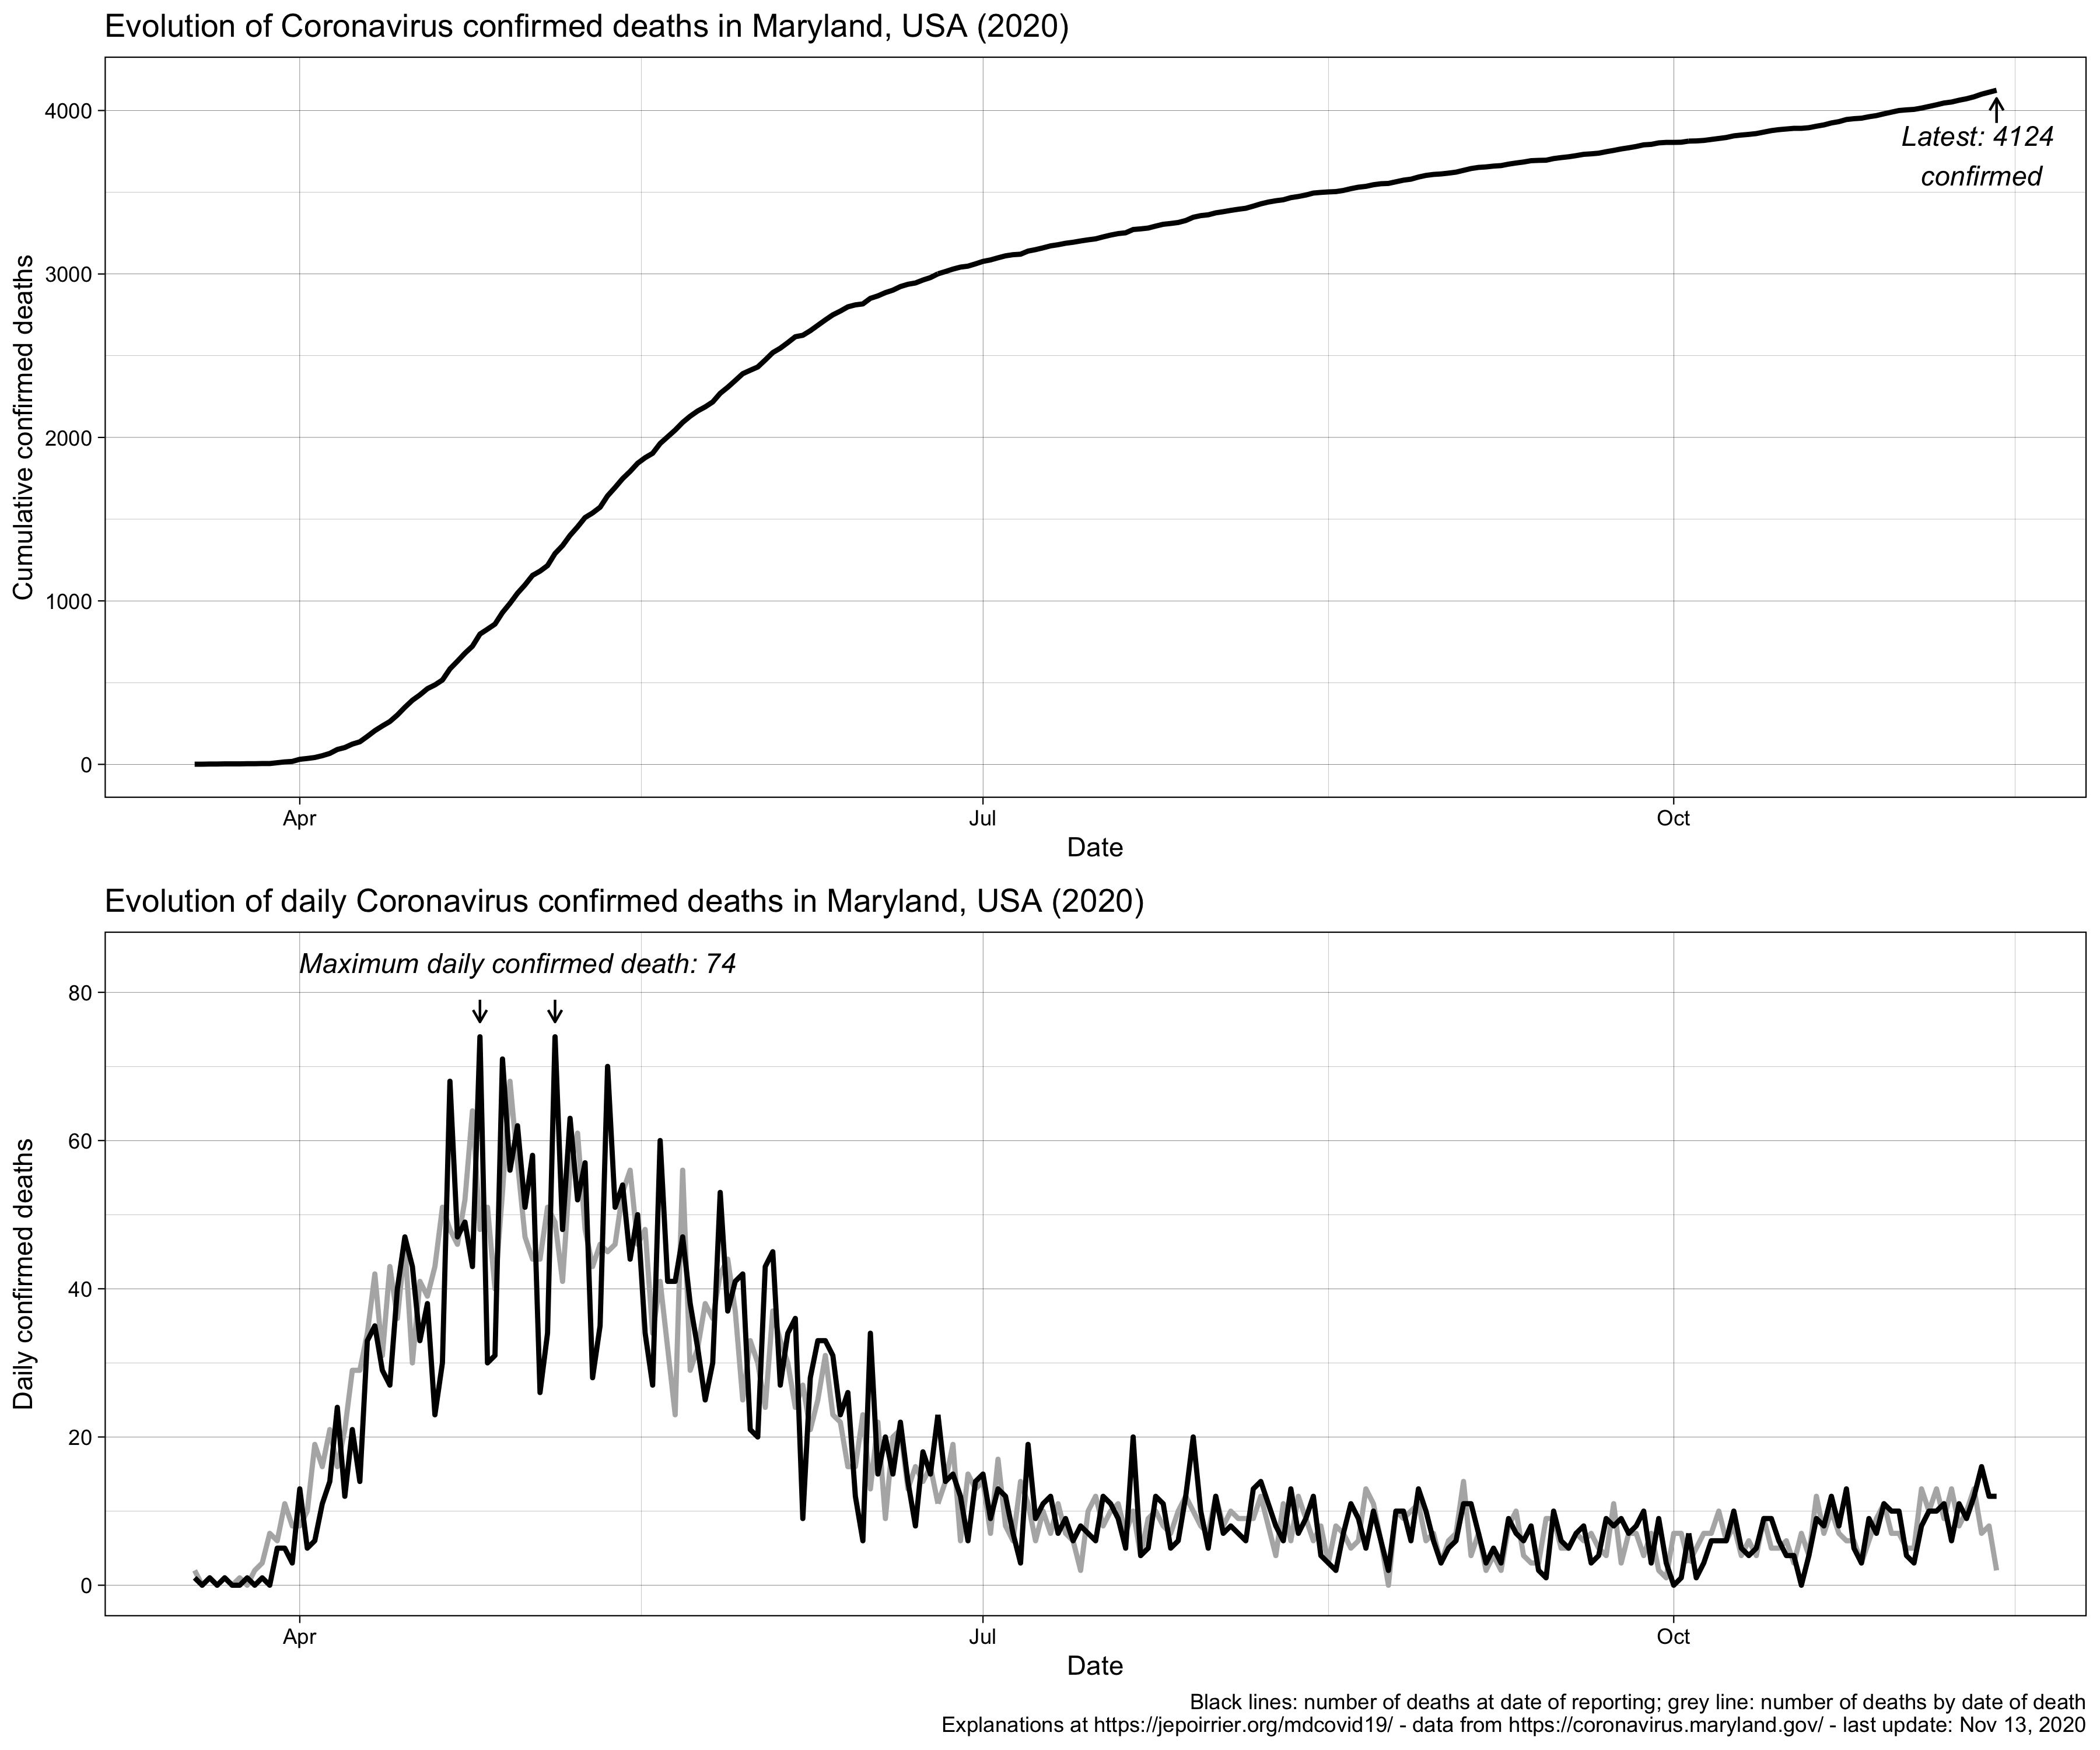 Evolution of Coronavirus confirmed deaths in Maryland, USA (2020)
Cumulative confirmed deaths
4000
3000
2000
1000
0
Latest: 4124
confirmed
Apr
Jul
Oct
Date
Evolution of daily Coronavirus confirmed deaths in Maryland, USA (2020)
Daily confirmed deaths
Maximum daily confirmed death: 74
80
60
40
20
0
Apr
Jul
Oct
Date
Black lines: number of deaths at date of reporting; grey line: number of deaths by date of death
Explanations at https://jepoirrier.org/mdcovid19/ - data from https://coronavirus.maryland.gov/ - last update: Nov 13, 2020